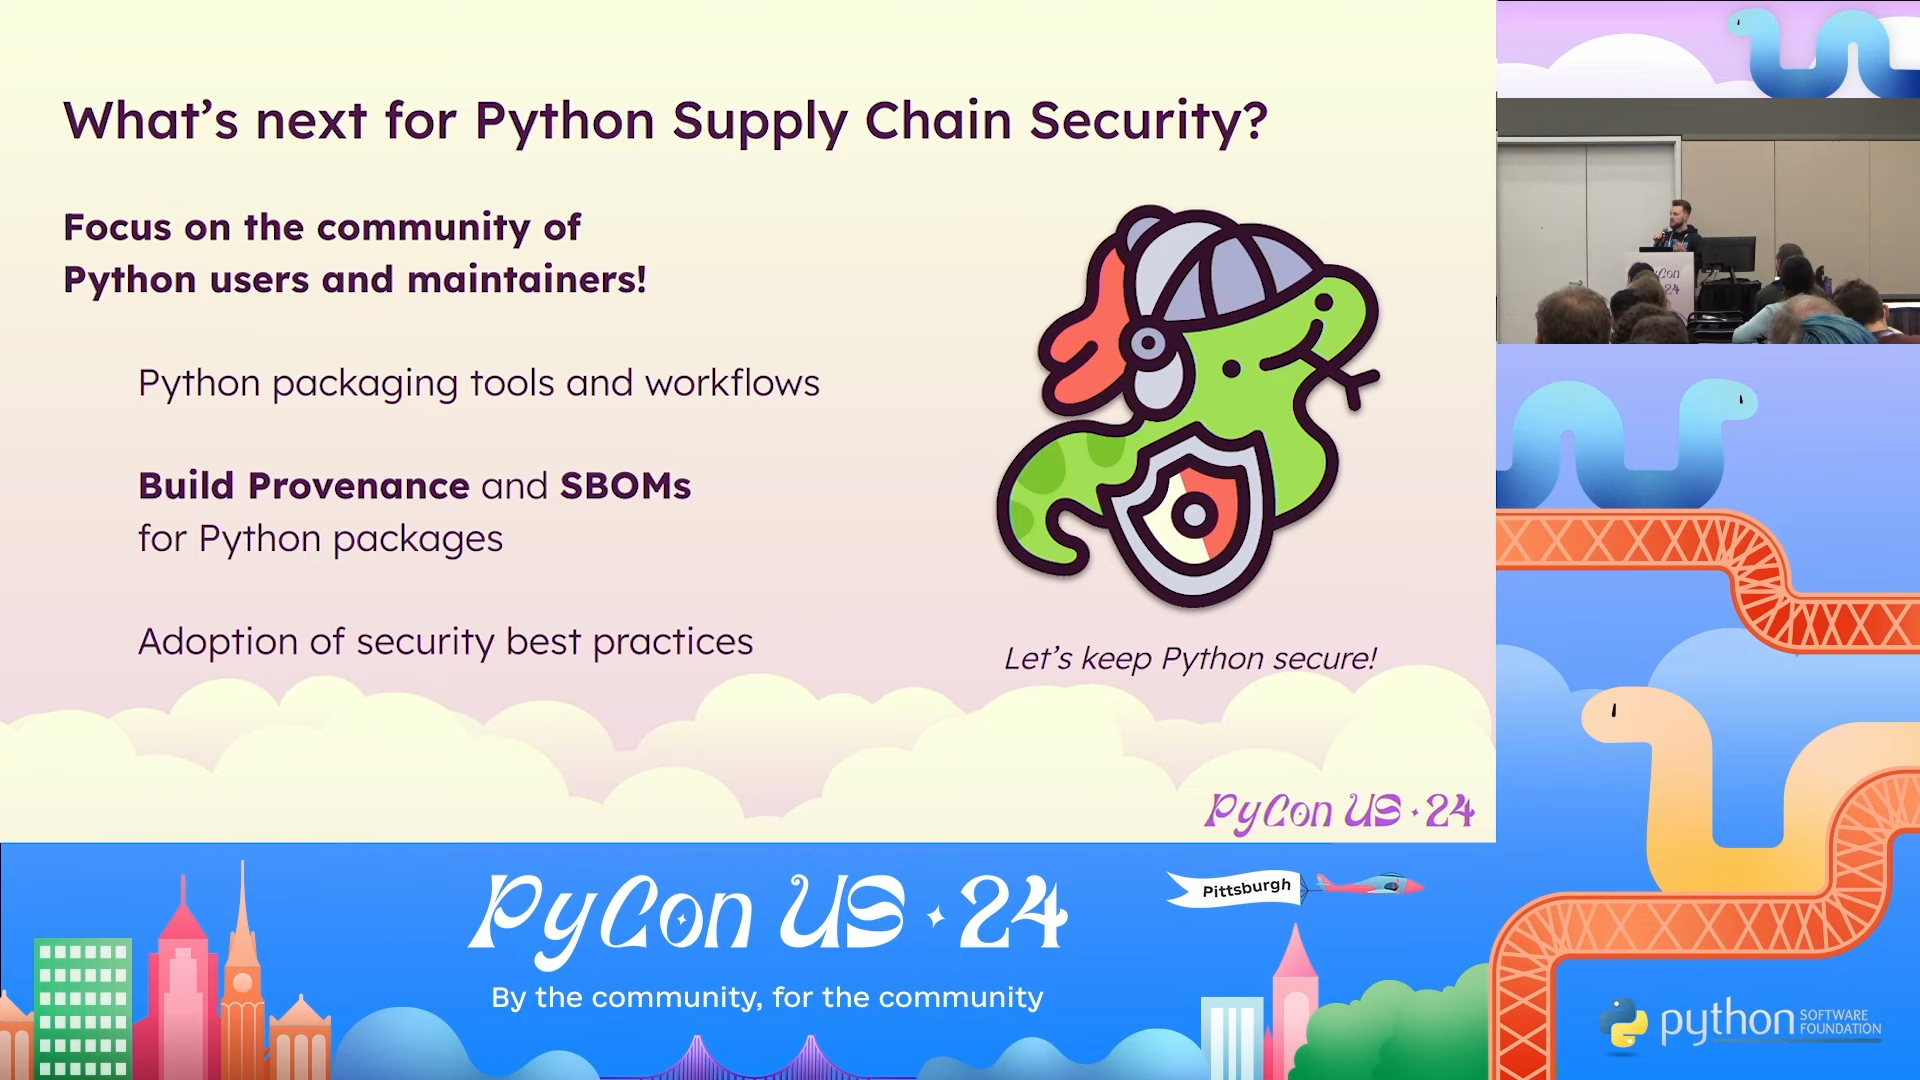 What’s next for Python Supply Chain Security?
Focus on the community of
Python users and maintainers!
Python packaging tools and workflows
Build Provenance and SBOMs
for Python packages
Adoption of security best practices
Let’s keep Python secure!
PyCon US 24
PyCon
24
PyCon US 24
By the community, for the community
Pittsburgh
python
SOFTWARE
FOUNDATION